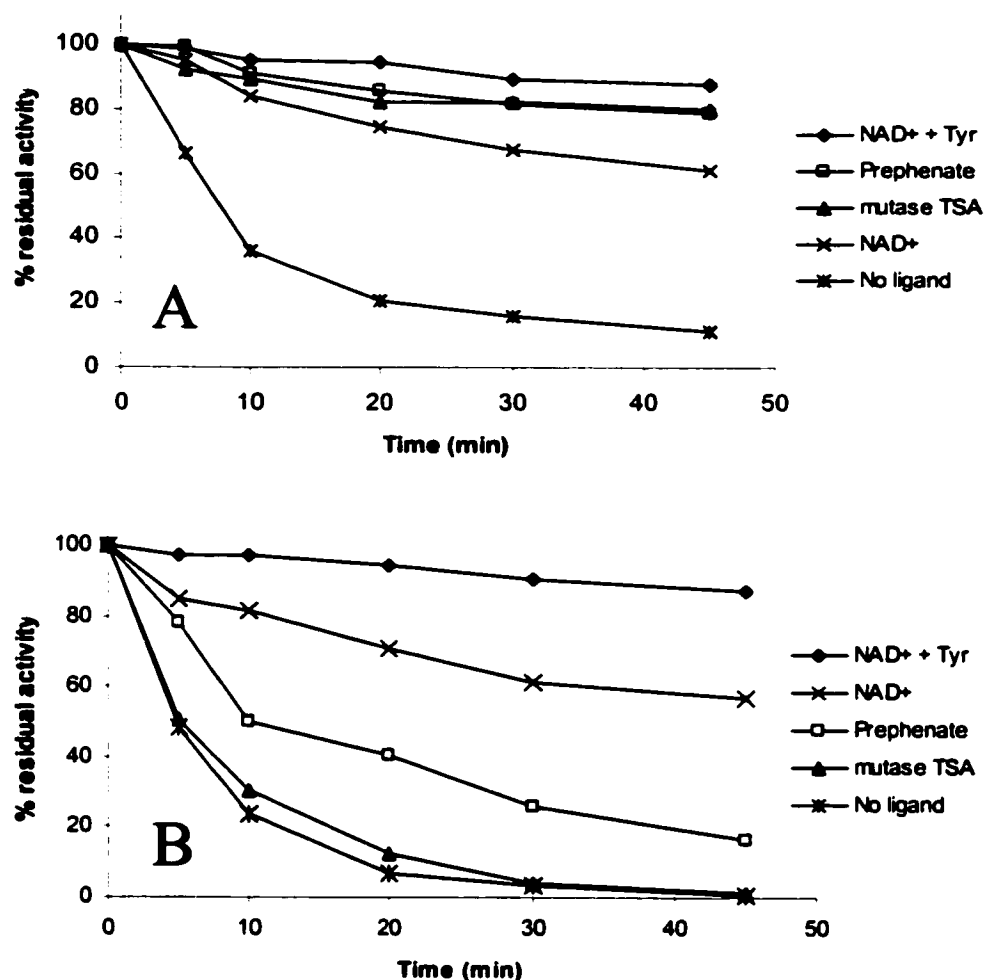 100
80
60
40
20
0
% residual activity
A
0 10 20 30 40 50
Time (min)
NAD+ + Tyr
Prephenate
mutase TSA
NAD+
No ligand
100
80
60
40
20
0
% residual activity
B
0 10 20 30 40 50
Time (min)
NAD+ + Tyr
NAD+
Prephenate
mutase TSA
No ligand